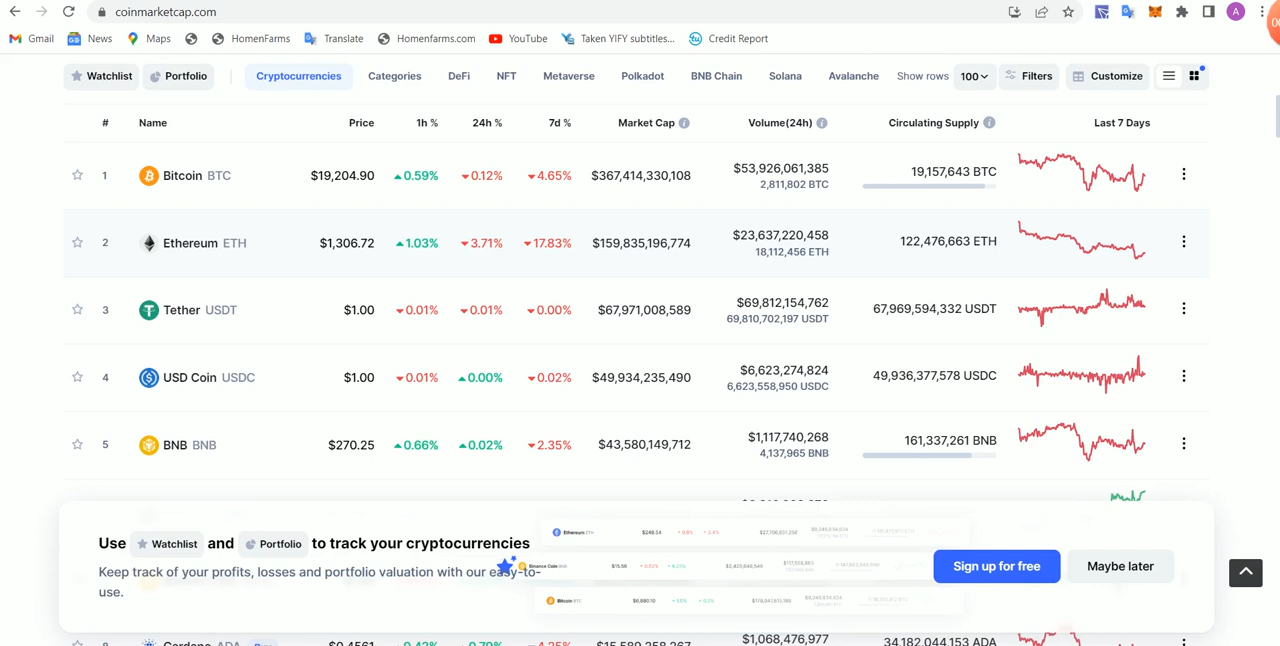 coinmarketcap.com
A
Gmail News Maps HomenFarms Translate Homenfarms.com YouTube Taken YIFY subtitles... Credit Report
Watchlist Portfolio Cryptocurrencies Categories DeFi NFT Metaverse Polkadot BNB Chain Solana Avalanche Show rows 100 Filters Customize
# Name Price 1h % 24h % 7d % Market Cap Volume(24h) Circulating Supply Last 7 Days
1 Bitcoin BTC $19,204.90 0.59% 0.12% 4.65% $367,414,330,108 $53,926,061,385 19,157,643 BTC
2,811,802 BTC
2 Ethereum ETH $1,306.72 1.03% 3.71% 17.83% $159,835,196,774 $23,637,220,458 122,476,663 ETH
18,112,456 ETH
3 Tether USDT $1.00 0.01% 0.01% 0.00% $67,971,008,589 $69,812,154,762 67,969,594,332 USDT
69,810,702,197 USDT
4 USD Coin USDC $1.00 0.01% 0.00% 0.02% $49,934,235,490 $6,623,274,824 49,936,377,578 USDC
6,623,558,950 USDC
5 BNB BNB $270.25 0.66% 0.02% 2.35% $43,580,149,712 $1,117,740,268 161,337,261 BNB
4,137,965 BNB
Use Watchlist and Portfolio to track your cryptocurrencies
Keep track of your profits, losses and portfolio valuation with our easy-to-
use.
Sign up for free Maybe later
Cardano ADA $0.4561 $15,589,258,267 $1,068,476,977 34,182,044,153 ADA